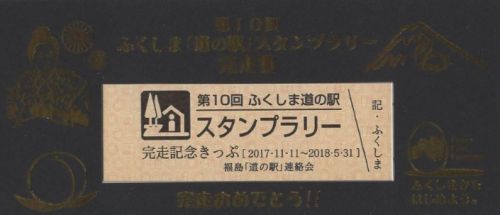 第10回
ふくしま「道の駅」スタンプラリー
完走証
第10回 ふくしま道の駅
スタンプラリー
完走記念きっぷ [2017・11・11~2018・5・31]
福島「道の駅」連絡会
記・ふくしま
ふくしまから
はじめよう。
完走おめでとう!!